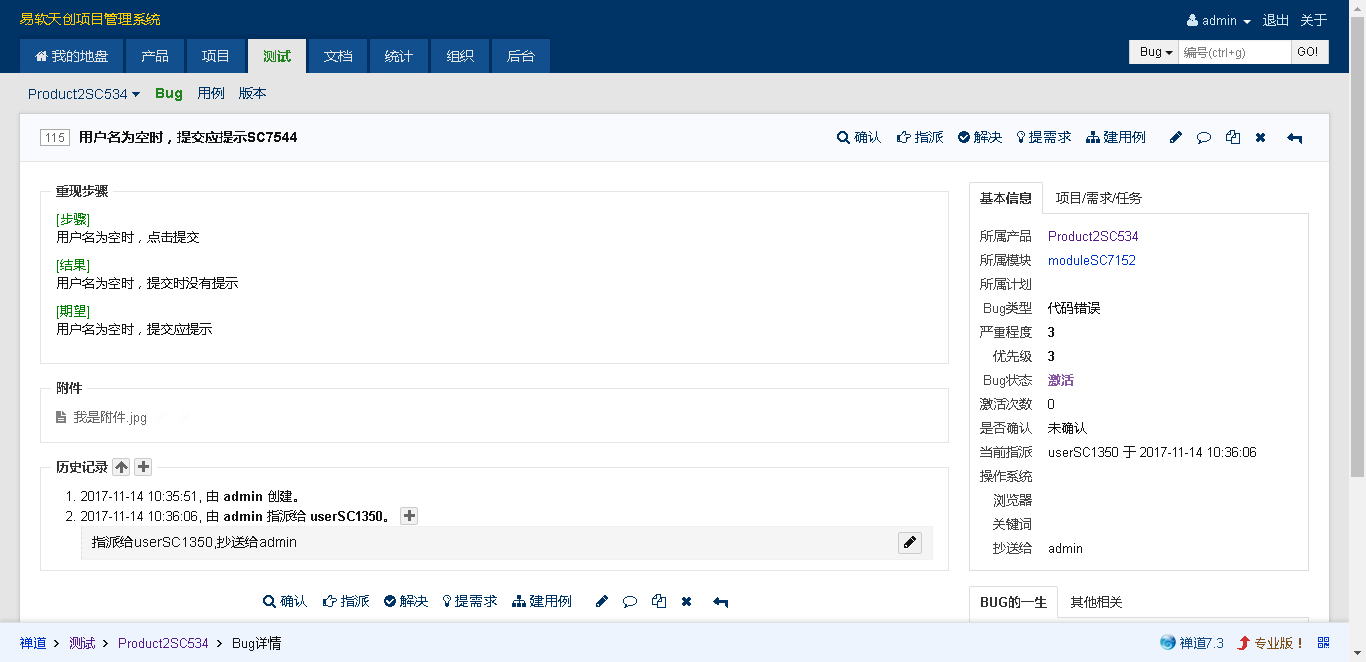 易软天创项目管理系统
admin 退出 关于
我的地盘 产品 项目 测试 文档 统计 组织 后台
Bug 编号(ctrl+g) GO!
Product2SC534 Bug 用例 版本
115 用户名为空时，提交应提示SC7544
确认 指派 解决 提需求 建用例
重现步骤
[步骤]
用户名为空时，点击提交
[结果]
用户名为空时，提交时没有提示
[期望]
用户名为空时，提交应提示
附件
我是附件.jpg
历史记录
1. 2017-11-14 10:35:51, 由 admin 创建。
2. 2017-11-14 10:36:06, 由 admin 指派给 userSC1350。
指派给userSC1350,抄送给admin
确认 指派 解决 提需求 建用例
基本信息 项目/需求/任务
所属产品 Product2SC534
所属模块 moduleSC7152
所属计划
Bug类型 代码错误
严重程度 3
优先级 3
Bug状态 激活
激活次数 0
是否确认 未确认
当前指派 userSC1350 于 2017-11-14 10:36:06
操作系统
浏览器
关键词
抄送给 admin
BUG的一生 其他相关
禅道 测试 Product2SC534 Bug详情
禅道7.3 专业版！